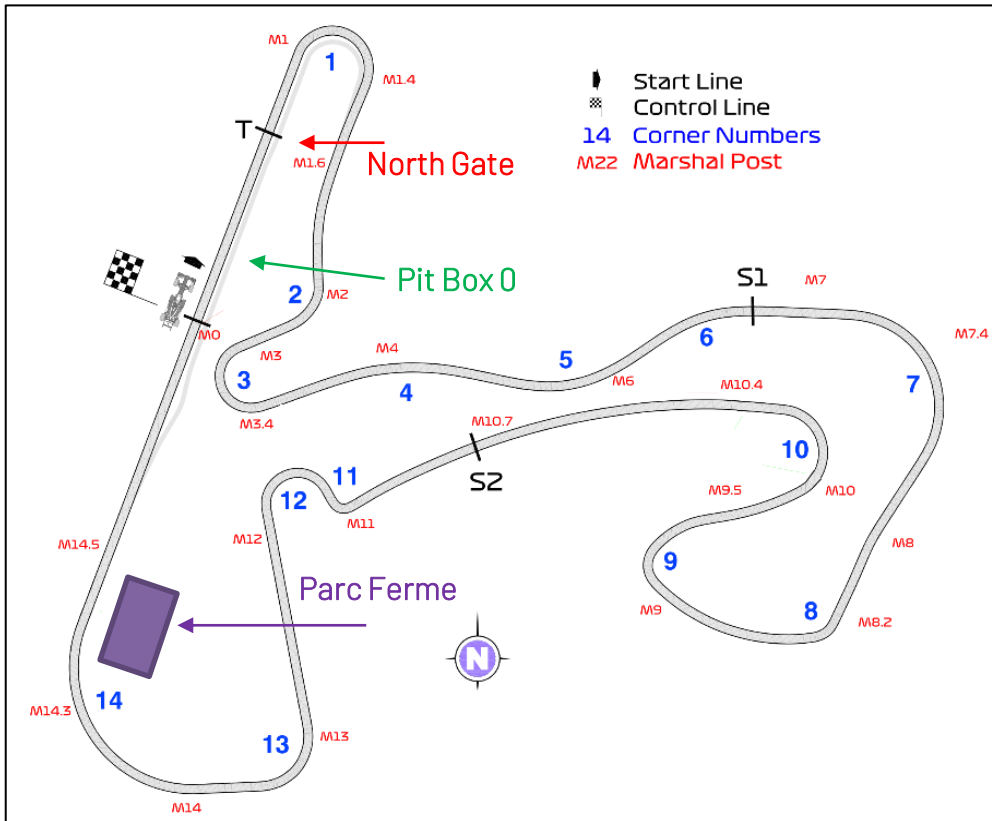 M1
1
M1.4
Start Line
Control Line
14 Corner Numbers
M22 Marshal Post
T
M1.6
North Gate
Pit Box 0
2
M2
S1
M7
M0
M3
M4
5
6
M7.4
3
4
M6
7
M10.4
M3.4
M10.7
10
11
S2
12
M9.5
M10
M11
M12
M14.5
M8
9
Parc Ferme
M9
8
M8.2
N
14
M14.3
13
M13
M14